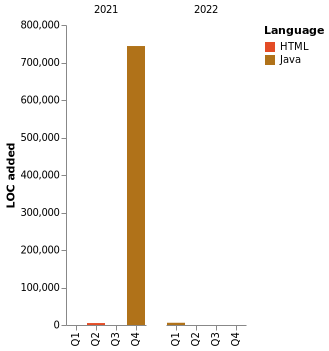 2021 2022
Language
HTML
Java
LOC added
800,000
700,000
600,000
500,000
400,000
300,000
200,000
100,000
0
Q1 Q2 Q3 Q4 Q1 Q2 Q3 Q4